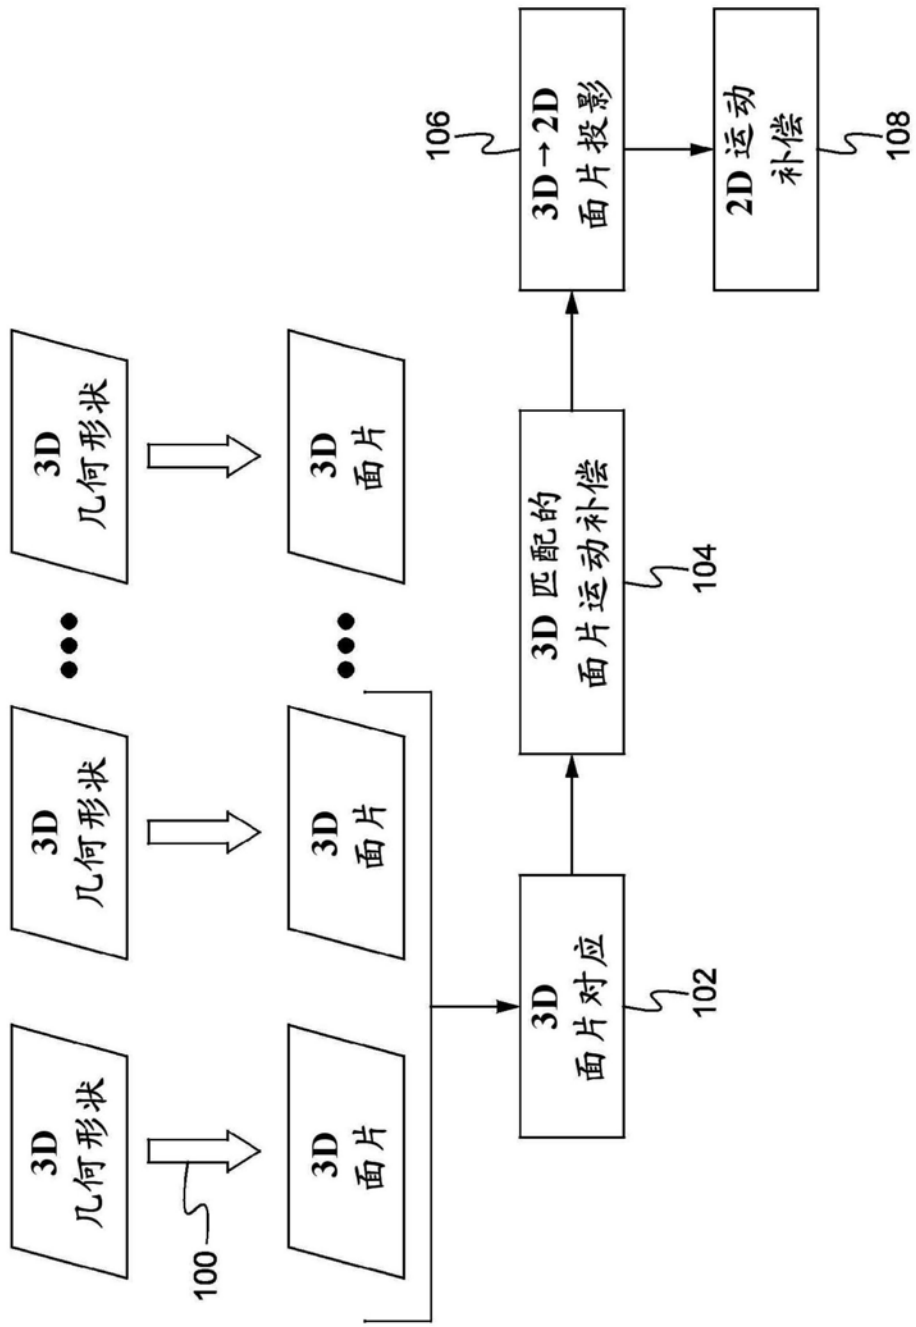 3D
几何形状
3D
几何形状
3D
几何形状
100
3D
面片
3D
面片
3D
面片
3D
面片对应
102
3D 匹配的
面片运动补偿
104
106
3D→2D
面片投影
2D 运动
补偿
108